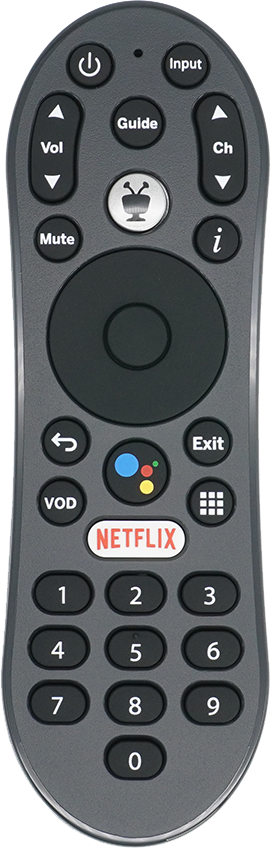 Input
Guide
Vol
Ch
Mute
i
Exit
VOD
NETFLIX
1 2 3
4 5 6
7 8 9
0